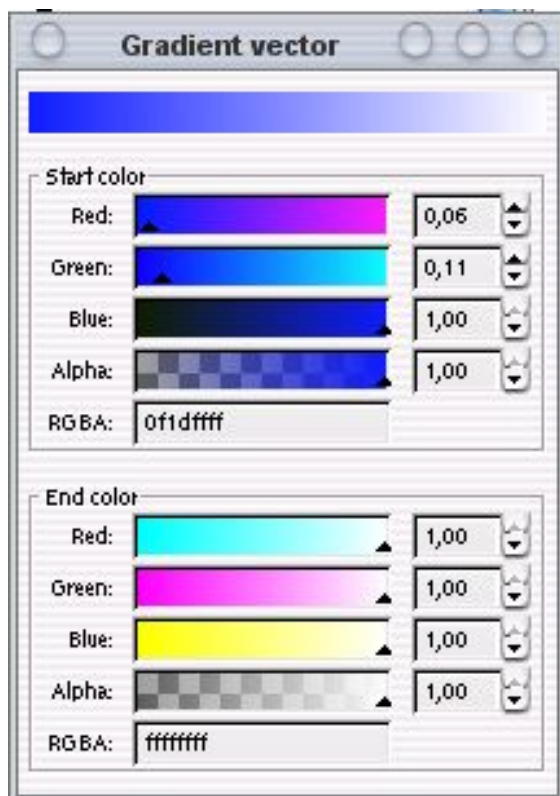 Gradient vector
Start color
Red: 0,06
Green: 0,11
Blue: 1,00
Alpha: 1,00
RGBA: 0f1dffff
End color
Red: 1,00
Green: 1,00
Blue: 1,00
Alpha: 1,00
RGBA: ffffffff